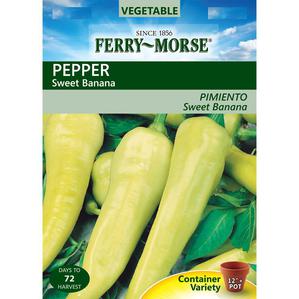 VEGETABLE
SINCE 1856
FERRY~MORSE®
PEPPER
Sweet Banana
PIMIENTO
Sweet Banana
DAYS TO
72
HARVEST
Container
Variety
12"
POT